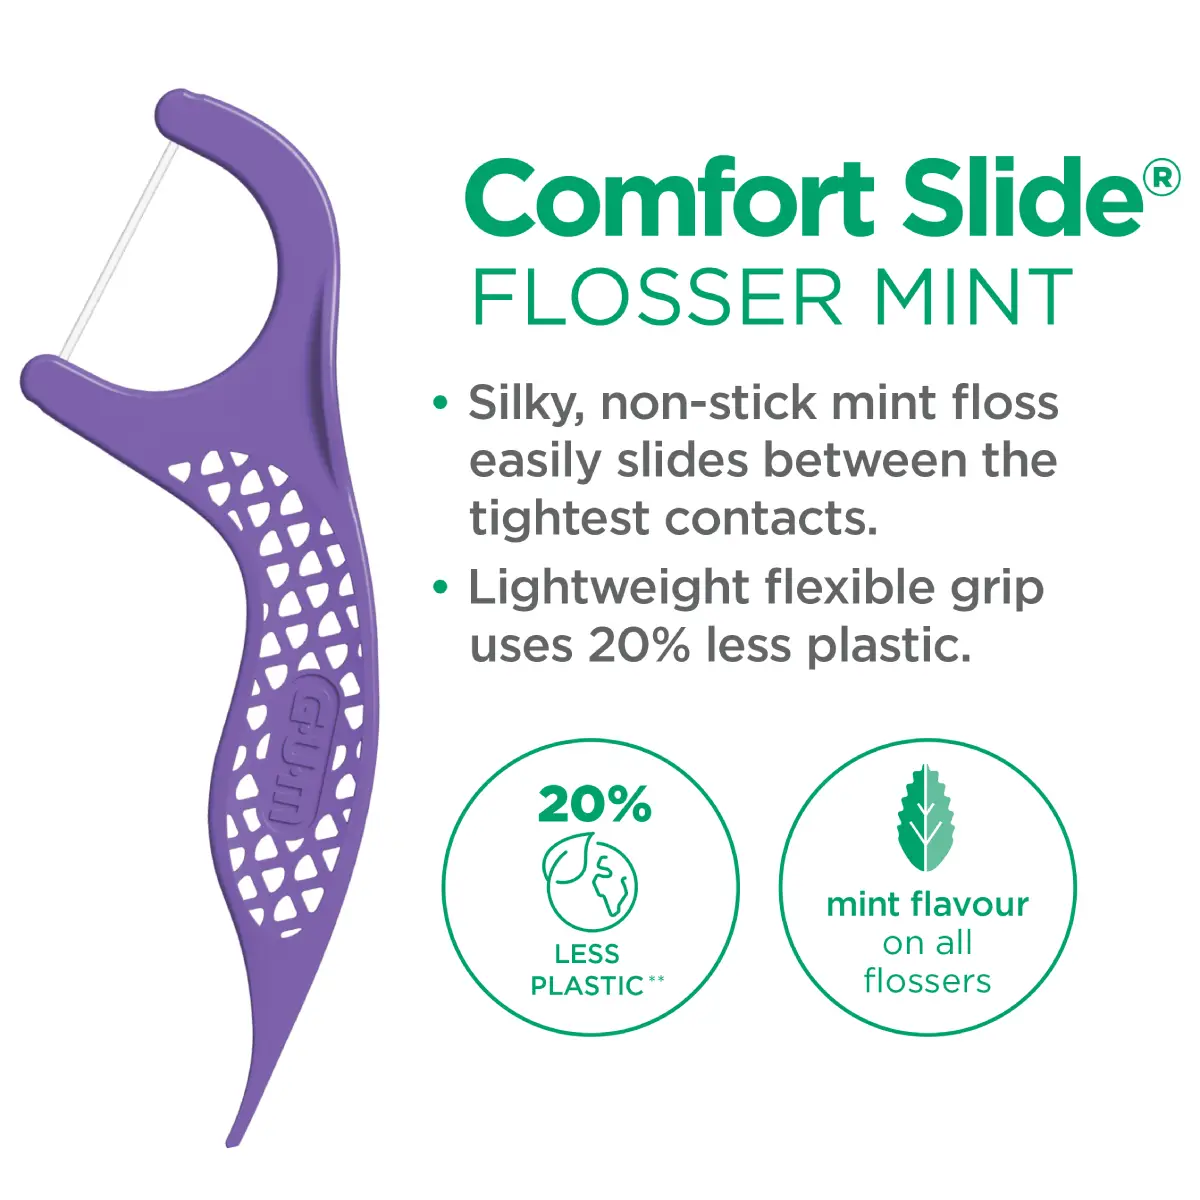 Comfort Slide®
FLOSSER MINT
• Silky, non-stick mint floss
easily slides between the
tightest contacts.
• Lightweight flexible grip
uses 20% less plastic.
G·U·M
20%
LESS
PLASTIC**
mint flavour
on all
flossers